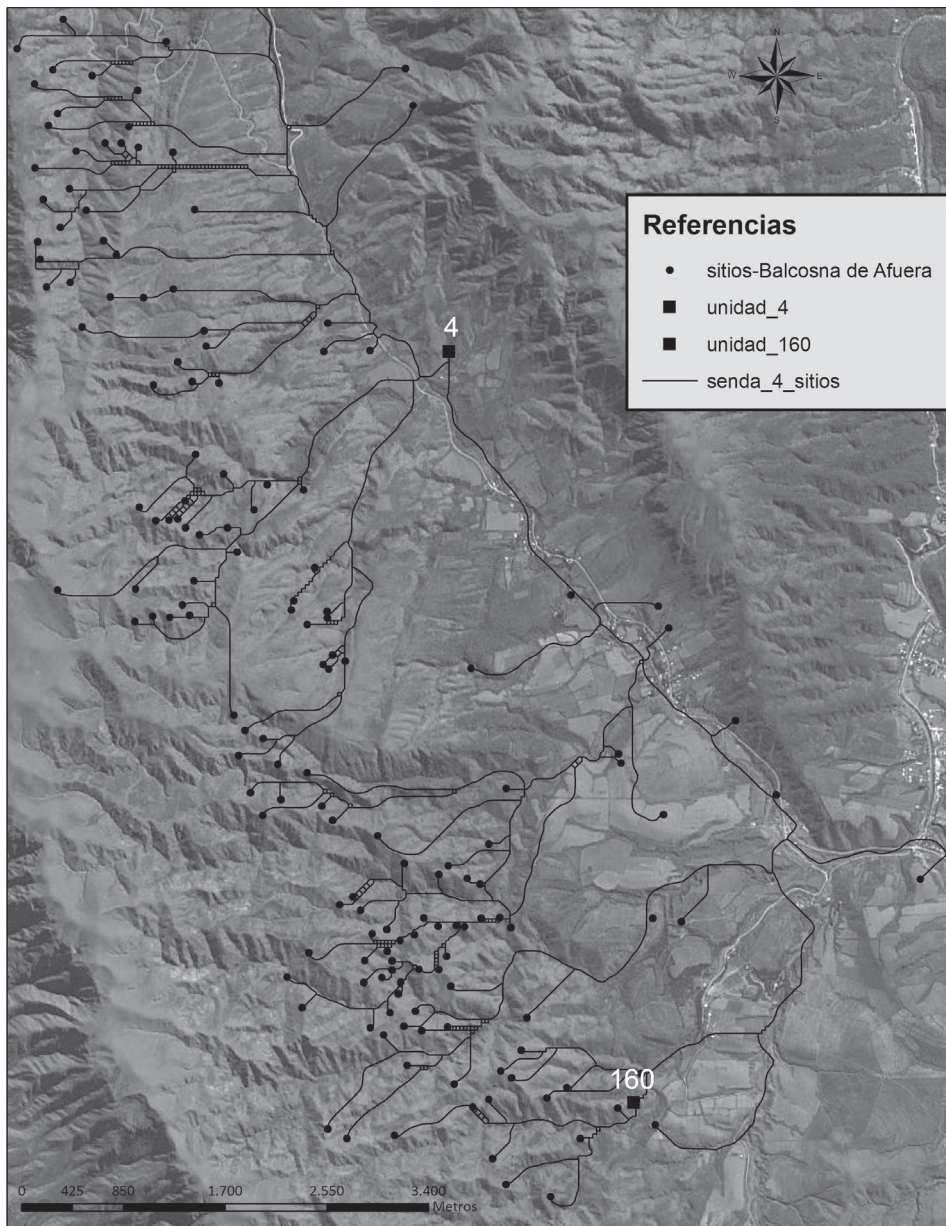 N
W E
S
Referencias
sitios-Balcosna de Afuera
unidad_4
unidad_160
senda_4_sitios
4
160
0 425 850 1.700 2.550 3.400
Metros